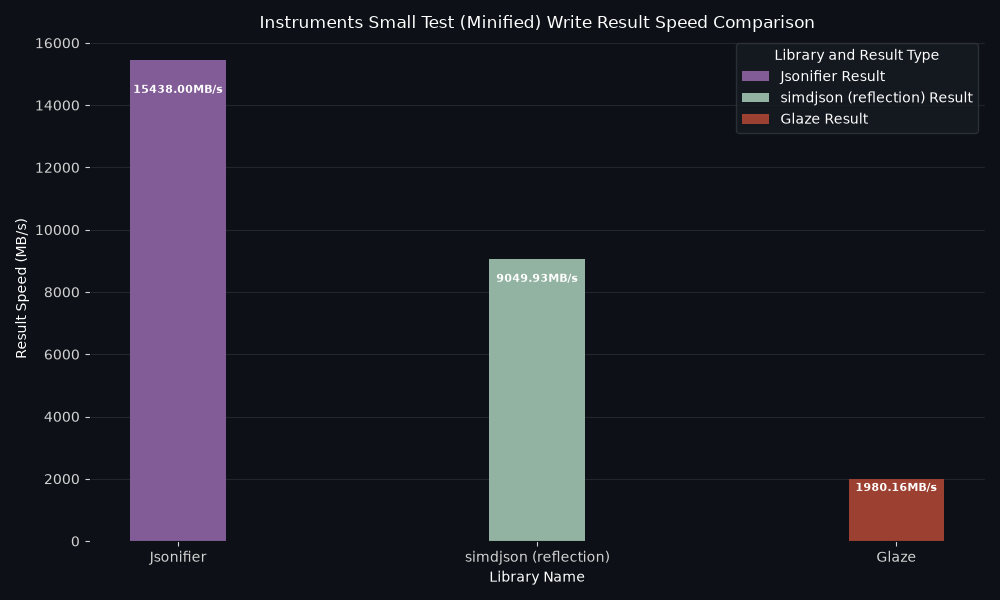 Instruments Small Test (Minified) Write Result Speed Comparison
Result Speed (MB/s)
16000
14000
12000
10000
8000
6000
4000
2000
0
15438.00MB/s
9049.93MB/s
1980.16MB/s
Library and Result Type
Jsonifier Result
simdjson (reflection) Result
Glaze Result
Jsonifier
simdjson (reflection)
Glaze
Library Name